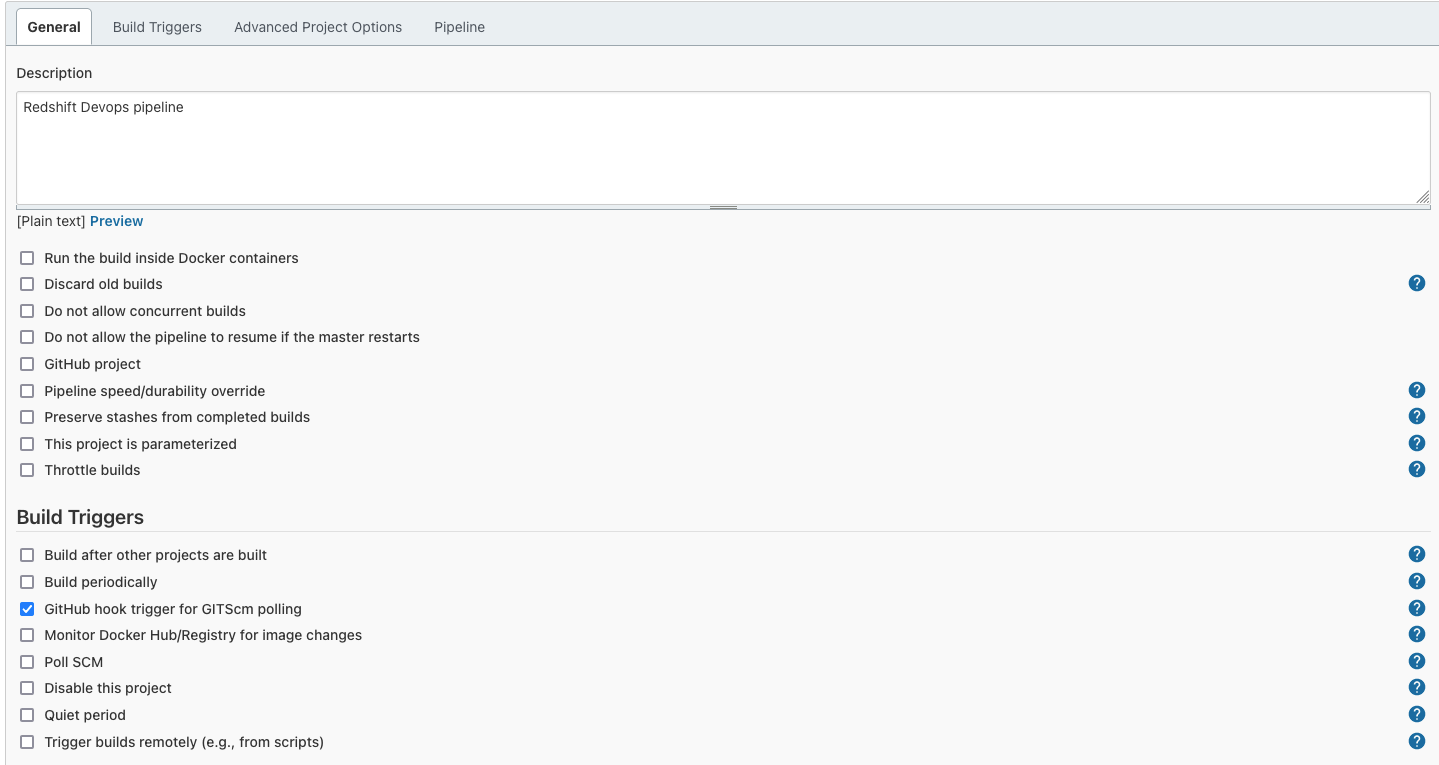 General Build Triggers Advanced Project Options Pipeline
Description
Redshift Devops pipeline
[Plain text] Preview
Run the build inside Docker containers
Discard old builds
Do not allow concurrent builds
Do not allow the pipeline to resume if the master restarts
GitHub project
Pipeline speed/durability override
Preserve stashes from completed builds
This project is parameterized
Throttle builds
Build Triggers
Build after other projects are built
Build periodically
GitHub hook trigger for GITScm polling
Monitor Docker Hub/Registry for image changes
Poll SCM
Disable this project
Quiet period
Trigger builds remotely (e.g., from scripts)